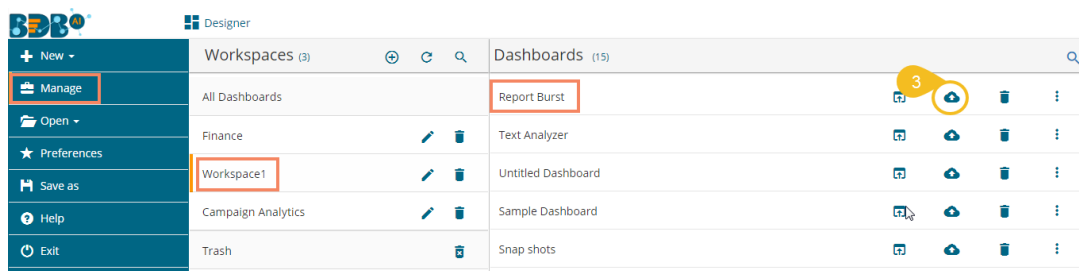 BDB AI
Designer
New
Manage
Open
Preferences
Save as
Help
Exit
Workspaces (3)
All Dashboards
Finance
Workspace1
Campaign Analytics
Trash
Dashboards (15)
Report Burst
3
Text Analyzer
Untitled Dashboard
Sample Dashboard
Snap shots